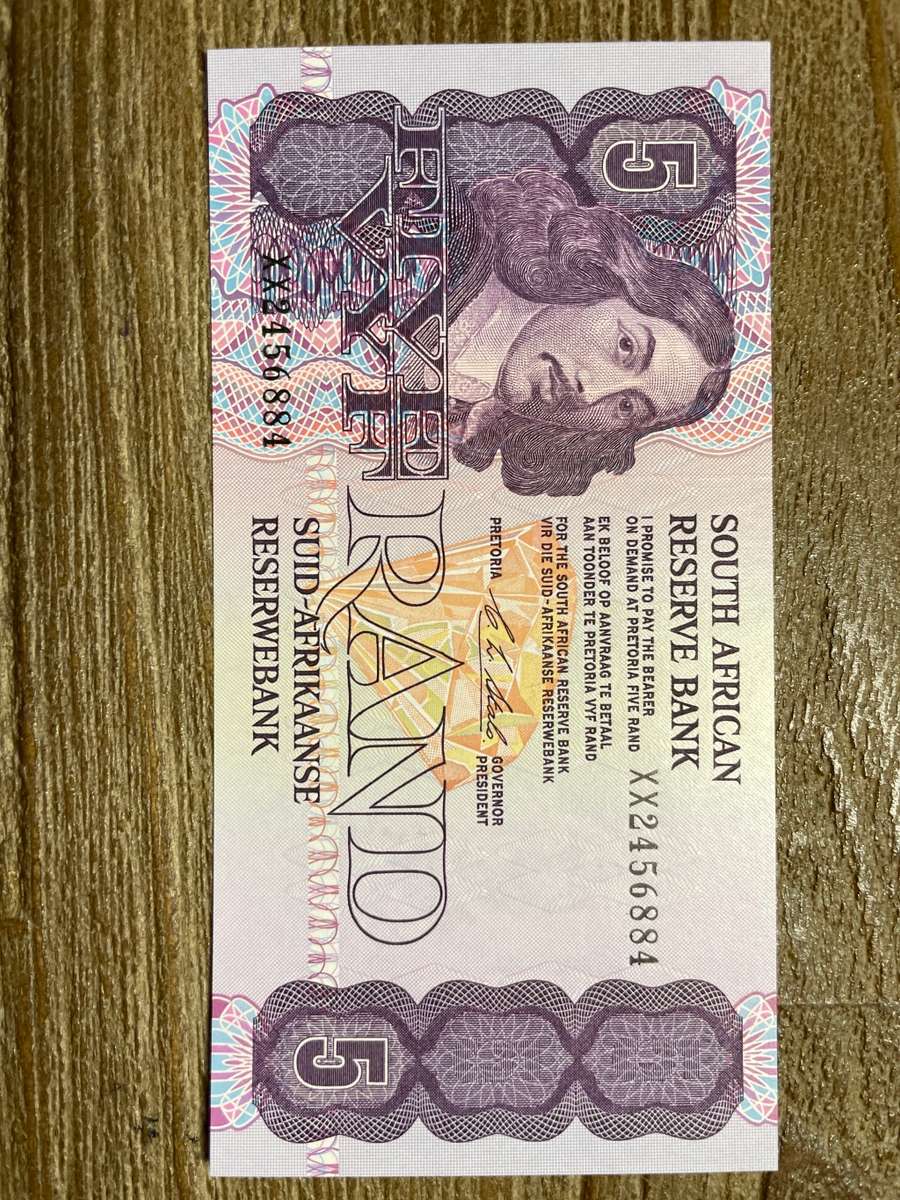 5
SOUTH AFRICAN
RESERVE BANK
I PROMISE TO PAY THE BEARER
ON DEMAND AT PRETORIA FIVE RAND
XX2456884
EK BELOOF OP AANVRAAG TE BETAAL
AAN TOONDER TE PRETORIA VYF RAND
FOR THE SOUTH AFRICAN RESERVE BANK
VIR DIE SUID-AFRIKAANSE RESERWEBANK
PRETORIA
GOVERNOR
PRESIDENT
FIVE
VYF
RAND
XX2456884
SUID-AFRIKAANSE
RESERWEBANK
5